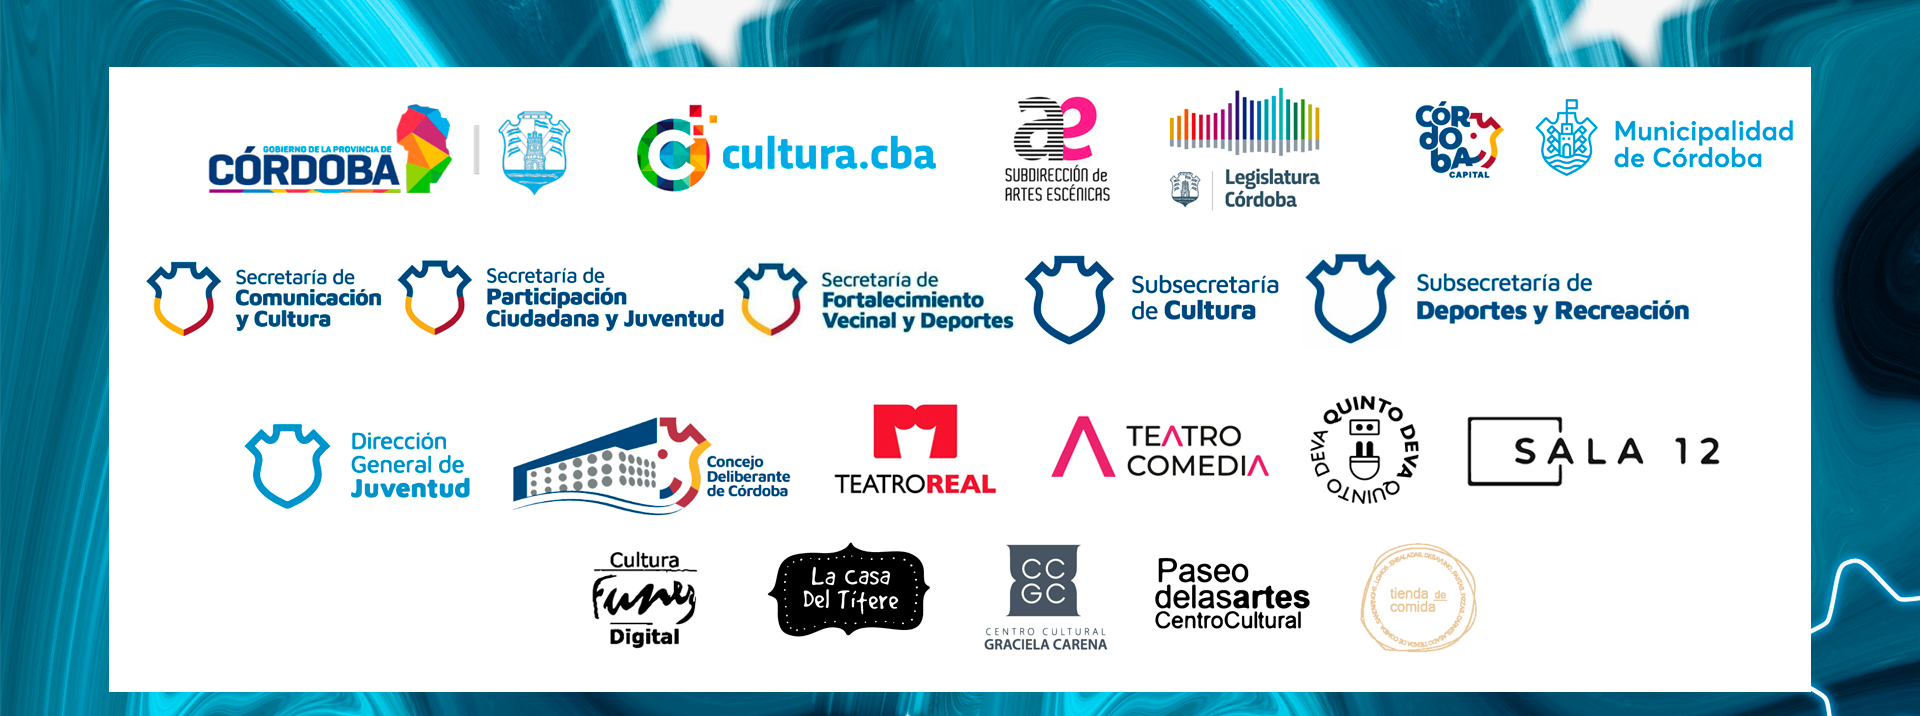 GOBIERNO DE LA PROVINCIA DE
CÓRDOBA
cultura.cba
ae
SUBDIRECCIÓN de
ARTES ESCÉNICAS
Legislatura
Córdoba
CÓR
DO
BA
CAPITAL
Municipalidad
de Córdoba
Secretaría de
Comunicación
y Cultura
Secretaría de
Participación
Ciudadana y Juventud
Secretaría de
Fortalecimiento
Vecinal y Deportes
Subsecretaría
de Cultura
Subsecretaría de
Deportes y Recreación
Dirección
General de
Juventud
Concejo
Deliberante
de Córdoba
TEATROREAL
TEATRO
COMEDIA
QUINTO DEVA QUINTO DEVA
SALA 12
Cultura
Funez
Digital
La Casa
Del Títere
CC
GC
CENTRO CULTURAL
GRACIELA CARENA
Paseo
delasartes
CentroCultural
tienda de
comida